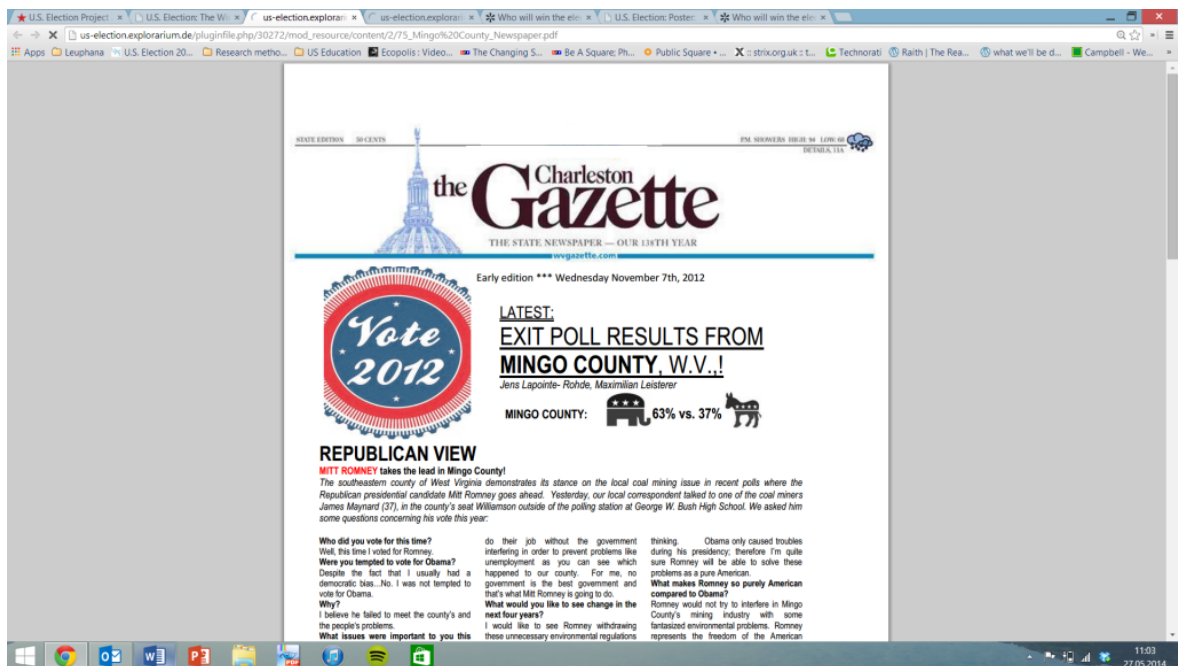 U.S. Election Project
U.S. Election: The Wi
us-election.explorari
us-election.explorari
Who will win the ele
U.S. Election: Poster:
Who will win the ele
us-election.explorarium.de/pluginfile.php/30272/mod_resource/content/2/75_Mingo%20County_Newspaper.pdf
Apps Leuphana U.S. Election 20... Research metho... US Education Ecopolis : Video... The Changing S... Be A Square; Ph... Public Square • ... :: strix.org.uk :: t... Technorati Raith | The Rea... what we'll be d... Campbell - We...
STATE EDITION 50 CENTS
P.M. SHOWERS HIGH: 94 LOW: 60
DETAILS, 11A
the Charleston
Gazette
THE STATE NEWSPAPER — OUR 138TH YEAR
wvgazette.com
Early edition *** Wednesday November 7th, 2012
Vote
2012
LATEST:
EXIT POLL RESULTS FROM
MINGO COUNTY, W.V.,!
Jens Lapointe- Rohde, Maximilian Leisterer
MINGO COUNTY: 63% vs. 37%
REPUBLICAN VIEW
MITT ROMNEY takes the lead in Mingo County!
The southeastern county of West Virginia demonstrates its stance on the local coal mining issue in recent polls where the
Republican presidential candidate Mitt Romney goes ahead. Yesterday, our local correspondent talked to one of the coal miners
James Maynard (37), in the county's seat Williamson outside of the polling station at George W. Bush High School. We asked him
some questions concerning his vote this year:
Who did you vote for this time?
Well, this time I voted for Romney.
Were you tempted to vote for Obama?
Despite the fact that I usually had a
democratic bias...No. I was not tempted to
vote for Obama.
Why?
I believe he failed to meet the county's and
the people's problems.
What issues were important to you this
do their job without the government
interfering in order to prevent problems like
unemployment as you can see which
happened to our county. For me, no
government is the best government and
that's what Mitt Romney is going to do.
What would you like to see change in the
next four years?
I would like to see Romney withdrawing
these unnecessary environmental regulations
thinking. Obama only caused troubles
during his presidency; therefore I'm quite
sure Romney will be able to solve these
problems as a pure American.
What makes Romney so purely American
compared to Obama?
Romney would not try to interfere in Mingo
County's mining industry with some
fantasized environmental problems. Romney
represents the freedom of the American
11:03
27.05.2014